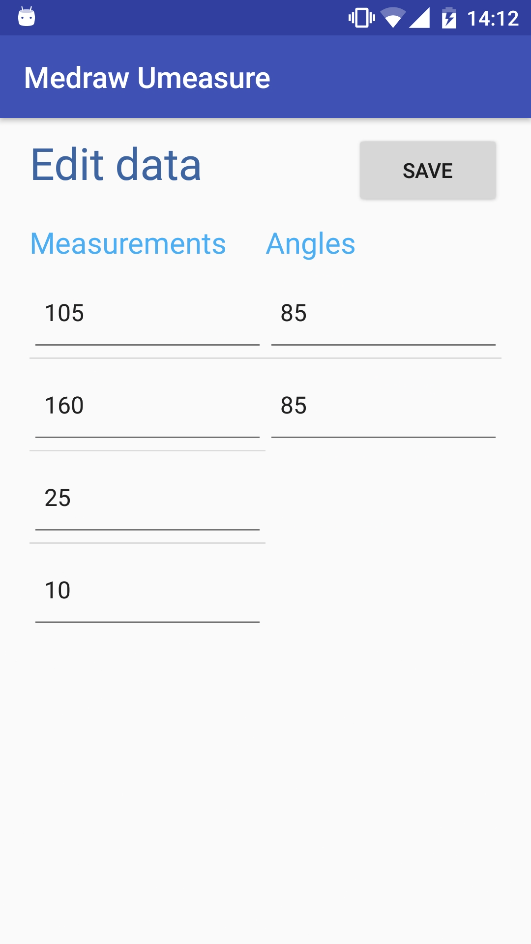 14:12
Medraw Umeasure
Edit data SAVE
Measurements Angles
105 85
160 85
25
10